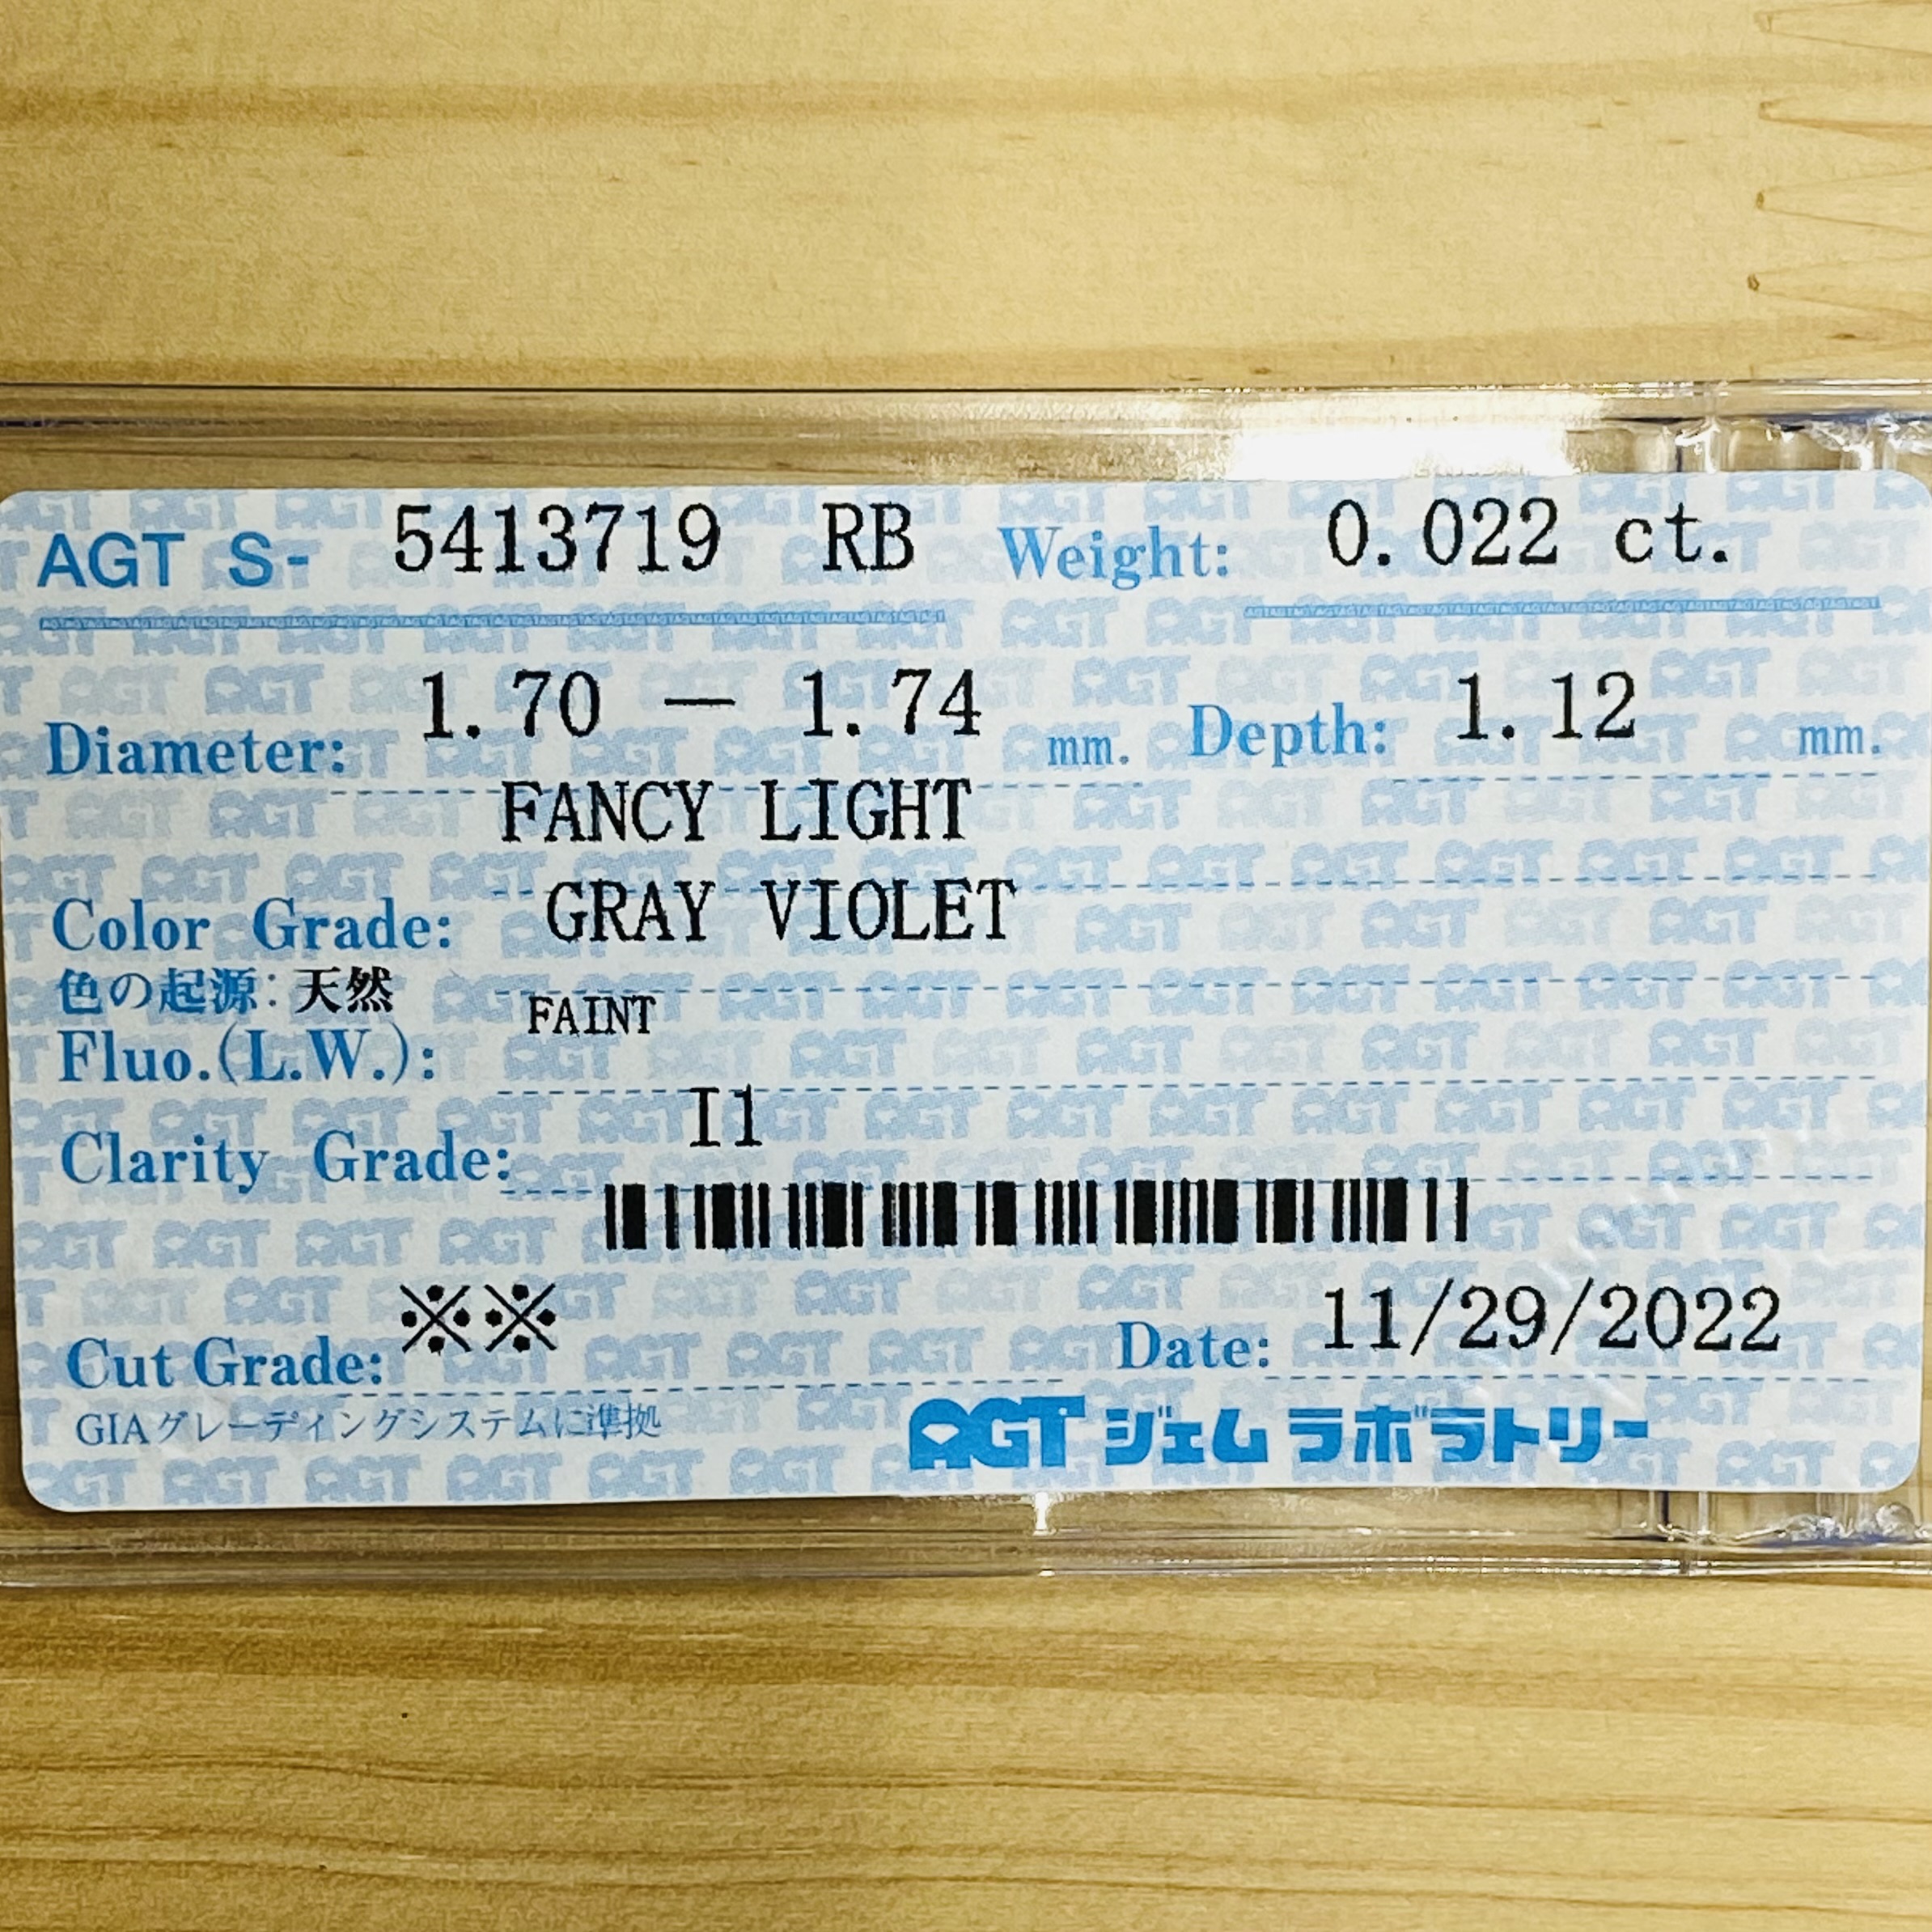 AGT S- 5413719 RB Weight: 0.022 ct.
Diameter: 1.70 — 1.74 mm. Depth: 1.12 mm.
FANCY LIGHT
Color Grade: GRAY VIOLET
色の起源: 天然
Fluo.(L.W.): FAINT
Clarity Grade: I1
Cut Grade: ※※ Date: 11/29/2022
GIAグレーディングシステムに準拠
AGT ジェム ラボラトリー